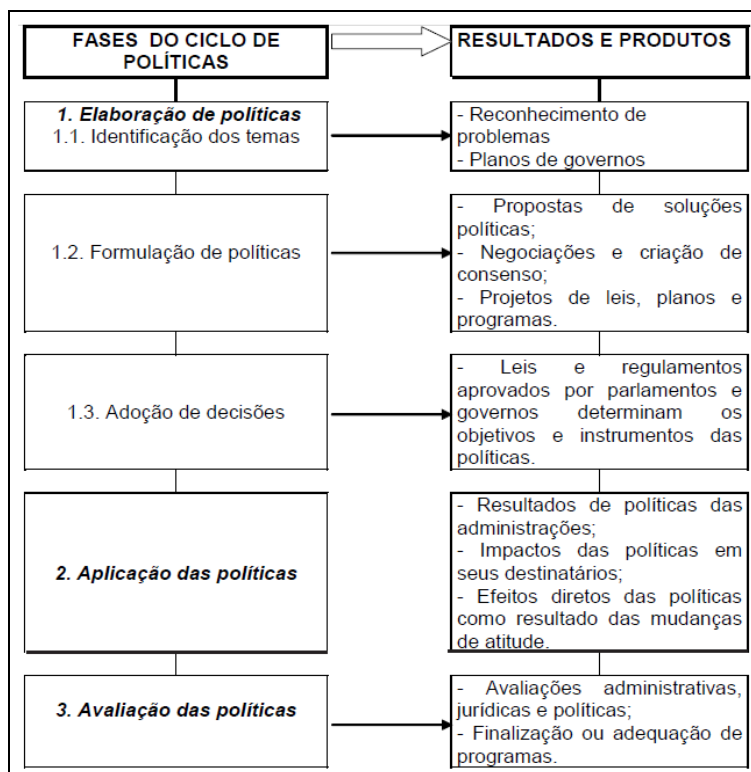 FASES DO CICLO DE
POLÍTICAS
RESULTADOS E PRODUTOS
1. Elaboração de políticas
1.1. Identificação dos temas
- Reconhecimento de
problemas
- Planos de governos
1.2. Formulação de políticas
- Propostas de soluções
políticas;
- Negociações e criação de
consenso;
- Projetos de leis, planos e
programas.
1.3. Adoção de decisões
- Leis e regulamentos
aprovados por parlamentos e
governos determinam os
objetivos e instrumentos das
políticas.
2. Aplicação das políticas
- Resultados de políticas das
administrações;
- Impactos das políticas em
seus destinatários;
- Efeitos diretos das políticas
como resultado das mudanças
de atitude.
3. Avaliação das políticas
- Avaliações administrativas,
jurídicas e políticas;
- Finalização ou adequação de
programas.